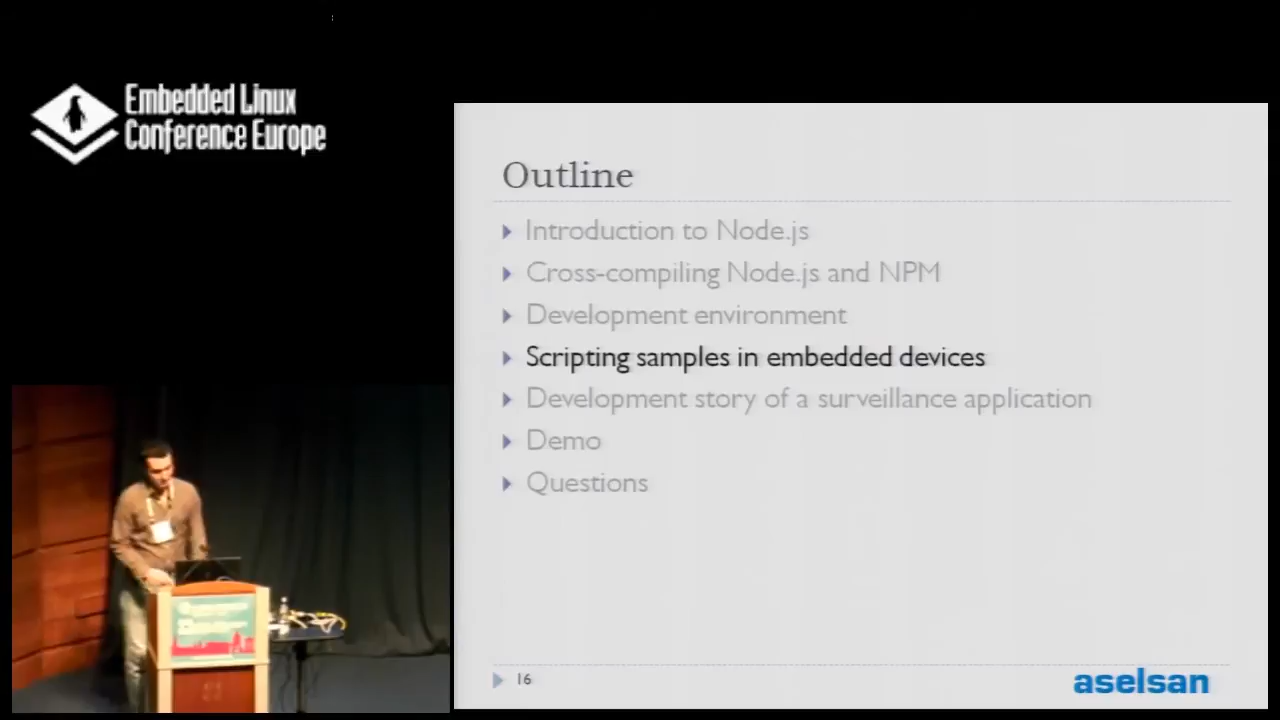 Embedded Linux
Conference Europe
Outline
Introduction to Node.js
Cross-compiling Node.js and NPM
Development environment
Scripting samples in embedded devices
Development story of a surveillance application
Demo
Questions
16
aselsan